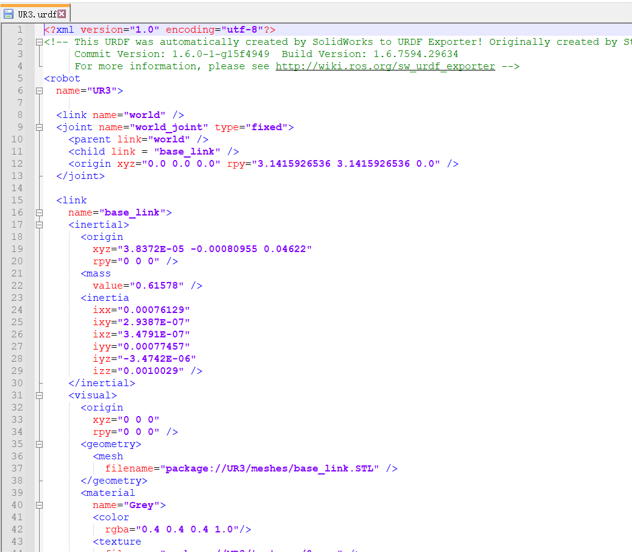 UR3.urdf
1 <?xml version="1.0" encoding="utf-8"?>
2 <!-- This URDF was automatically created by SolidWorks to URDF Exporter! Originally created by St
3 Commit Version: 1.6.0-1-g15f4949  Build Version: 1.6.7594.29634
4 For more information, please see http://wiki.ros.org/sw_urdf_exporter -->
5 <robot
6 name="UR3">
7
8 <link name="world" />
9 <joint name="world_joint" type="fixed">
10 <parent link="world" />
11 <child link = "base_link" />
12 <origin xyz="0.0 0.0 0.0" rpy="3.1415926536 3.1415926536 0.0" />
13 </joint>
14
15 <link
16 name="base_link">
17 <inertial>
18 <origin
19 xyz="3.8372E-05 -0.00080955 0.04622"
20 rpy="0 0 0" />
21 <mass
22 value="0.61578" />
23 <inertia
24 ixx="0.00076129"
25 ixy="2.9387E-07"
26 ixz="3.4791E-07"
27 iyy="0.00077457"
28 iyz="-3.4742E-06"
29 izz="0.0010029" />
30 </inertial>
31 <visual>
32 <origin
33 xyz="0 0 0"
34 rpy="0 0 0" />
35 <geometry>
36 <mesh
37 filename="package://UR3/meshes/base_link.STL" />
38 </geometry>
39 <material
40 name="Grey">
41 <color
42 rgba="0.4 0.4 0.4 1.0"/>
43 <texture